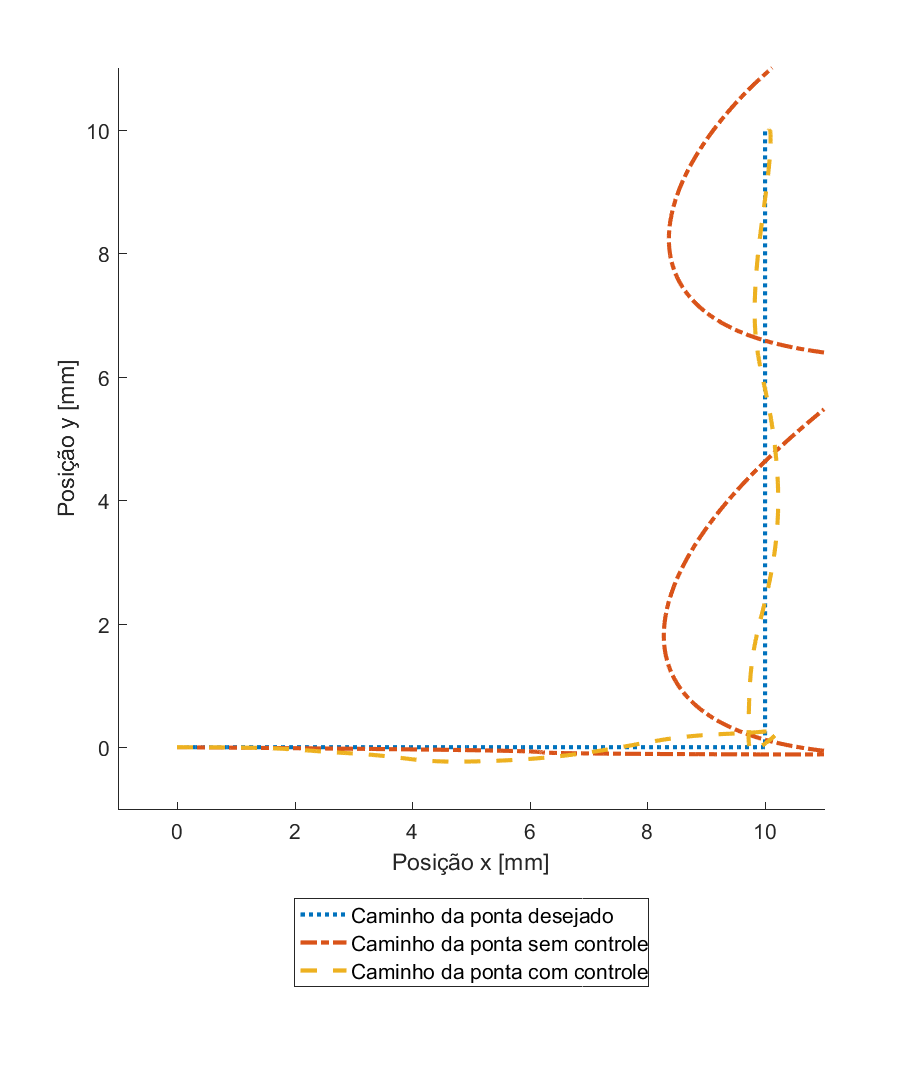 10
8
6
4
2
0
Posição y [mm]
0 2 4 6 8 10
Posição x [mm]
Caminho da ponta desejado
Caminho da ponta sem controle
Caminho da ponta com controle